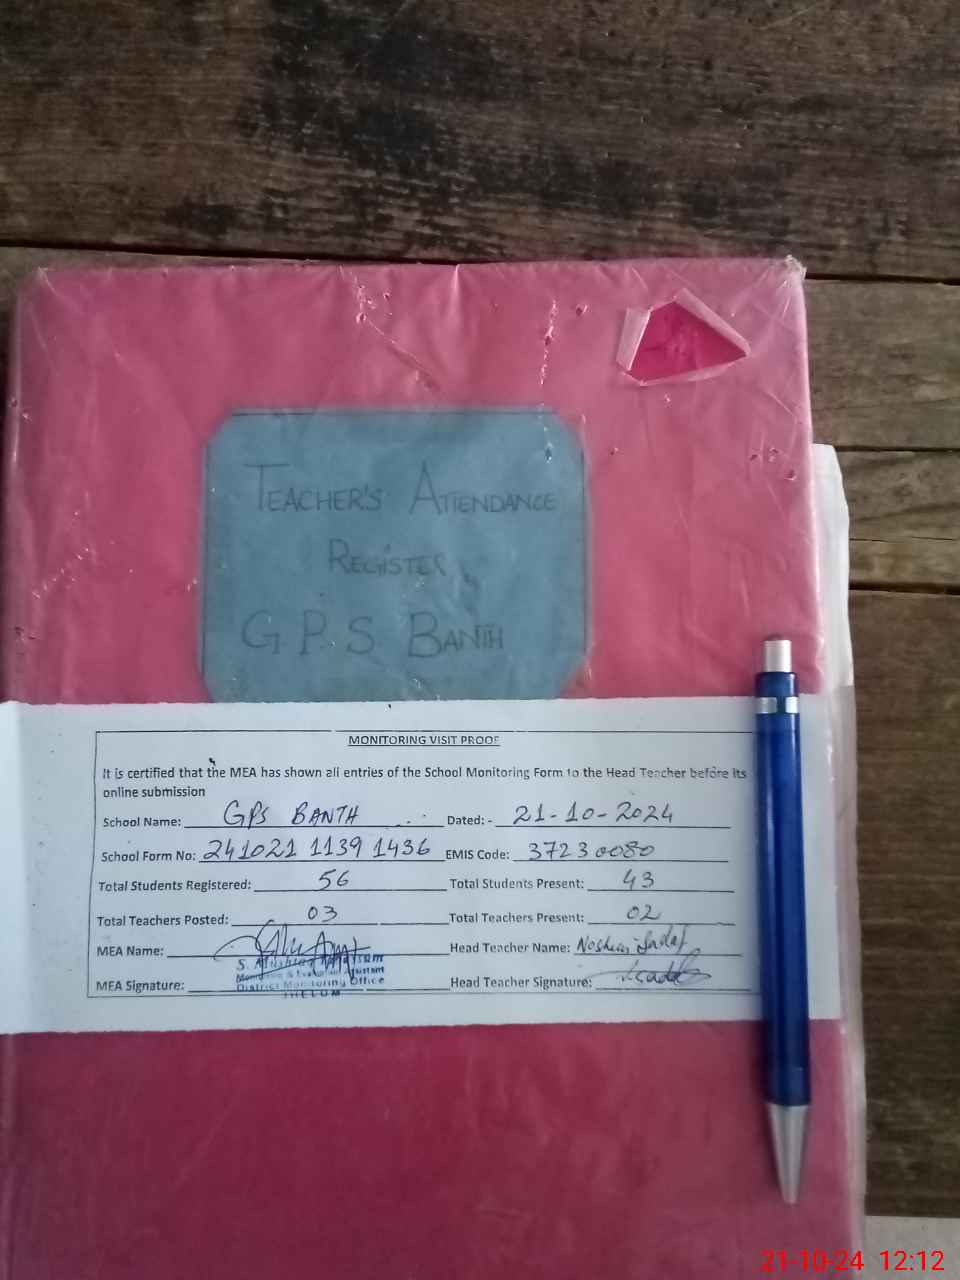 TEACHER'S ATTENDANCE
REGISTER
GPS BANTH
MONITORING VISIT PROOF
It is certified that the MEA has shown all entries of the School Monitoring Form to the Head Teacher before its
online submission
School Name: GPS BANTH Dated: - 21-10-2024
School Form No: 241021 1139 1436 EMIS Code: 37230080
Total Students Registered: 56 Total Students Present: 43
Total Teachers Posted: 03 Total Teachers Present: 02
MEA Name: Head Teacher Name:
S.
District Monitoring Office
JHELUM
MEA Signature: Head Teacher Signature:
21-10-24 12:12